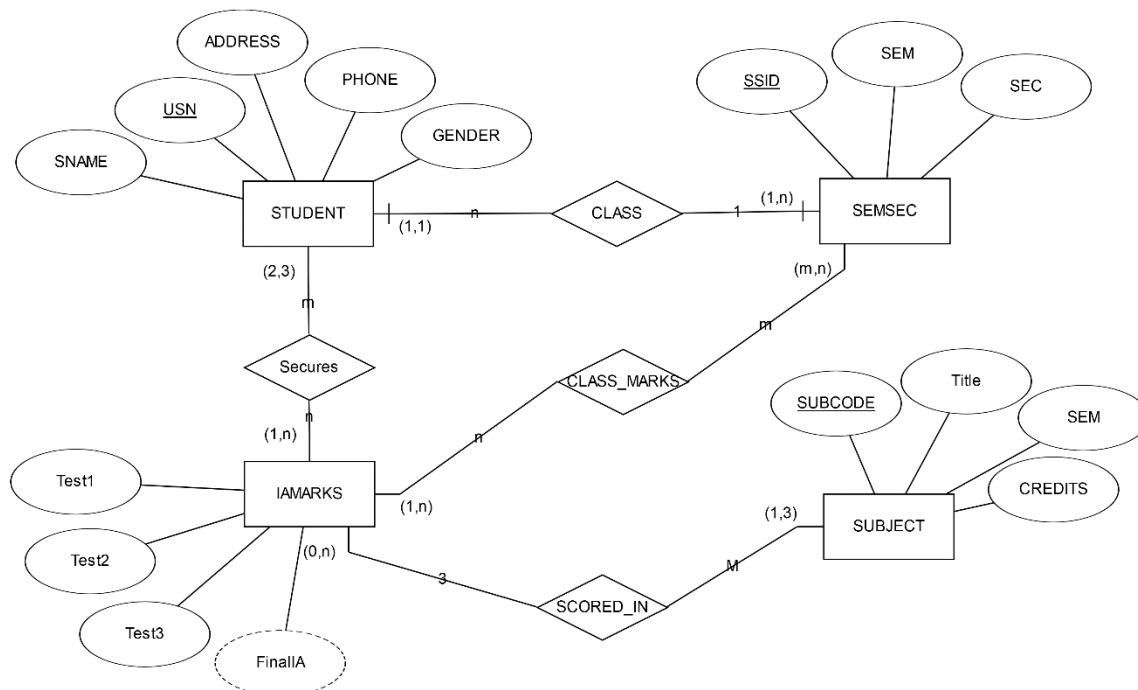 ADDRESS
SEM
PHONE
SSID
SEC
USN
GENDER
SNAME
STUDENT
n
CLASS
1
(1,n)
SEMSEC
(1,1)
(2,3)
(m,n)
m
m
Secures
CLASS_MARKS
Title
SUBCODE
n
SEM
(1,n)
n
Test1
IAMARKS
CREDITS
(1,n)
(1,3)
SUBJECT
Test2
(0,n)
3
M
SCORED_IN
Test3
FinalIA